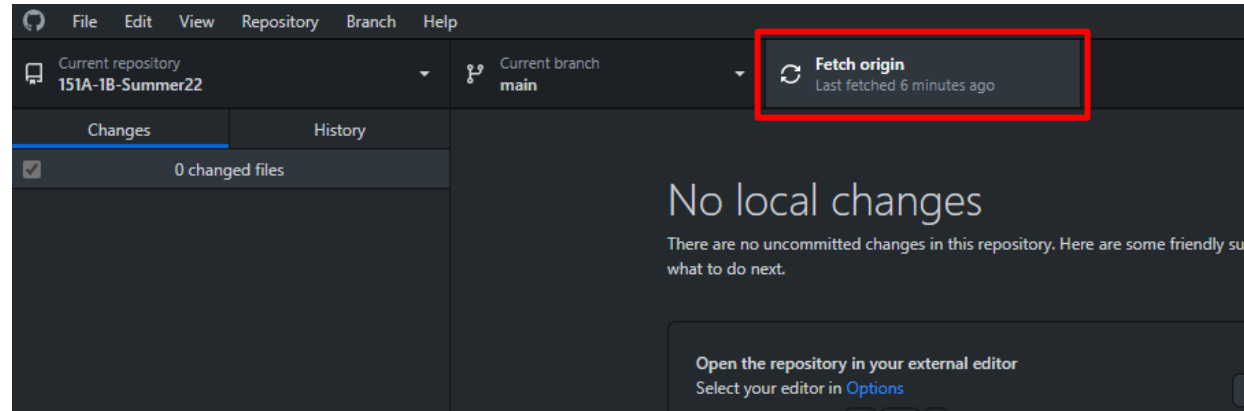 File Edit View Repository Branch Help
Current repository
151A-1B-Summer22
Current branch
main
Fetch origin
Last fetched 6 minutes ago
Changes History
0 changed files
No local changes
There are no uncommitted changes in this repository. Here are some friendly su
what to do next.
Open the repository in your external editor
Select your editor in Options